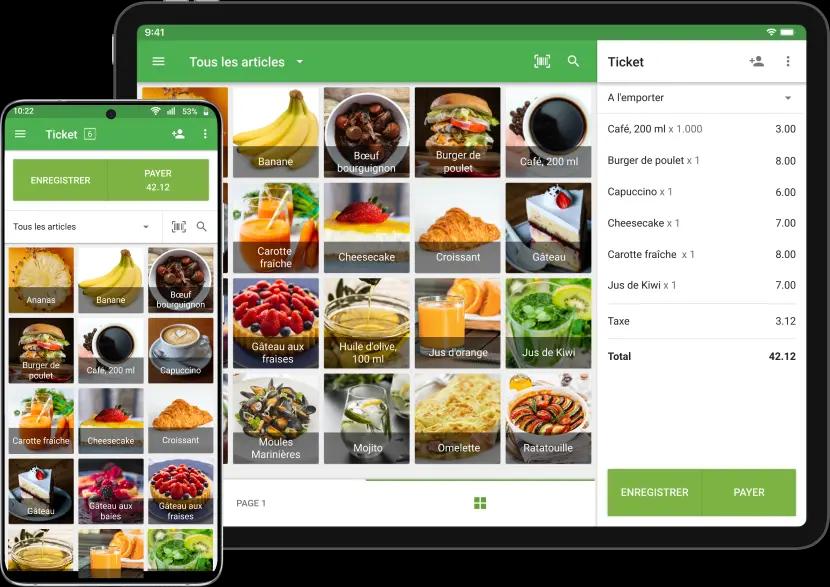 9:41
Tous les articles
Ticket
A l'emporter
Café, 200 ml x 1.000 3.00
Burger de poulet x 1 8.00
Capuccino x 1 6.00
Cheesecake x 1 7.00
Carotte fraîche x 1 8.00
Jus de Kiwi x 1 7.00
Taxe 3.12
Total 42.12
ENREGISTRER PAYER
Banane
Bœuf
bourguignon
Burger de
poulet
Café, 200 ml
Carotte
fraîche
Cheesecake
Croissant
Gâteau
Gâteau aux
fraises
Huile d'olive,
100 ml
Jus d'orange
Jus de Kiwi
Moules
Marinières
Mojito
Omelette
Ratatouille
PAGE 1
10:22 53%
Ticket 6
ENREGISTRER
PAYER
42.12
Tous les articles
Ananas
Banane
Bœuf
bourguignon
Burger de
poulet
Café, 200 ml
Capuccino
Carotte fraîche
Cheesecake
Croissant
Gâteau
Gâteau aux
baies
Gâteau aux
fraises